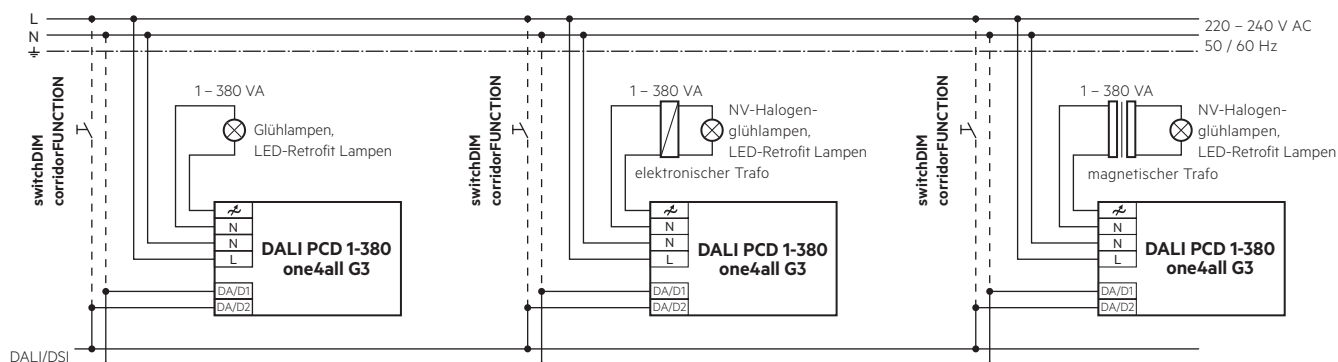 L
N
220 – 240 V AC
50 / 60 Hz
switchDIM
corridorFUNCTION
1 – 380 VA
Glühlampen,
LED-Retrofit Lampen
N
N
L
DA/D1
DA/D2
DALI PCD 1-380
one4all G3
switchDIM
corridorFUNCTION
1 – 380 VA
NV-Halogen-
glühlampen,
LED-Retrofit Lampen
elektronischer Trafo
N
N
L
DA/D1
DA/D2
DALI PCD 1-380
one4all G3
switchDIM
corridorFUNCTION
1 – 380 VA
NV-Halogen-
glühlampen,
LED-Retrofit Lampen
magnetischer Trafo
N
N
L
DA/D1
DA/D2
DALI PCD 1-380
one4all G3
DALI/DSI